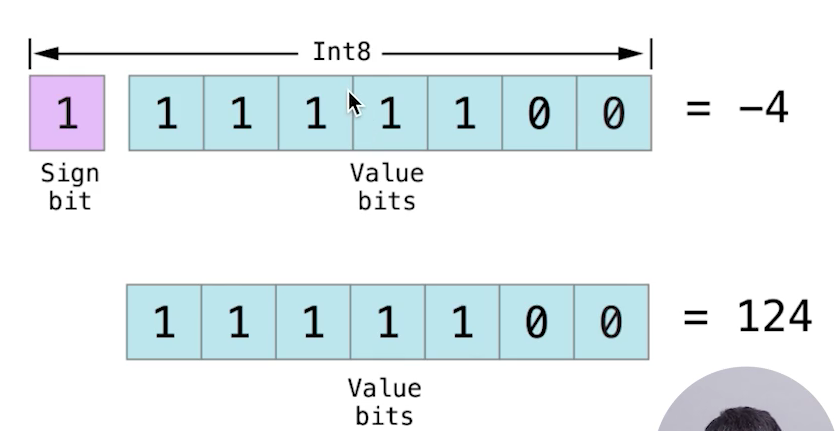 Int8
1 1 1 1 1 1 0 0 = −4
Sign
bit
Value
bits
1 1 1 1 1 0 0 = 124
Value
bits